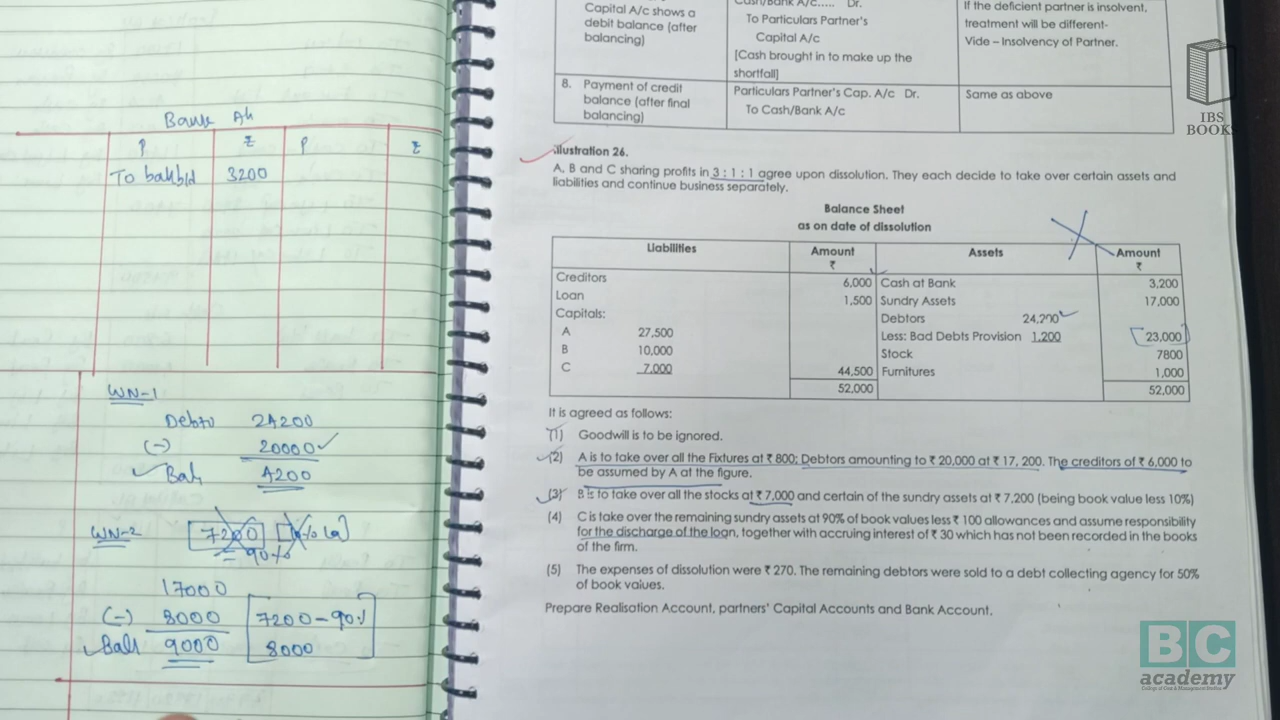 Bank A/c
P ₹ P ₹
To bal b/d 3200
WN-1
Debto 24200
(-) 20000
Bal 4200
WN-2 7200
90%
17000
(-) 8000 7200 - 90%
Bal 9000 8000
Capital A/c shows a
debit balance (after
balancing)
Cash/Bank A/c..... Dr.
To Particulars Partner's
Capital A/c
[Cash brought in to make up the
shortfall]
If the deficient partner is insolvent,
treatment will be different-
Vide – Insolvency of Partner.
8. Payment of credit
balance (after final
balancing)
Particulars Partner's Cap. A/c Dr.
To Cash/Bank A/c
Same as above
IBS
BOOKS
Illustration 26.
A, B and C sharing profits in 3 : 1 : 1 agree upon dissolution. They each decide to take over certain assets and
liabilities and continue business separately.
Balance Sheet
as on date of dissolution
Liabilities Amount Assets Amount
₹ ₹
Creditors 6,000 Cash at Bank 3,200
Loan 1,500 Sundry Assets 17,000
Capitals: Debtors 24,200
A 27,500 Less: Bad Debts Provision 1,200 23,000
B 10,000 Stock 7800
C 7,000 44,500 Furnitures 1,000
52,000 52,000
It is agreed as follows:
(1) Goodwill is to be ignored.
(2) A is to take over all the Fixtures at ₹ 800; Debtors amounting to ₹ 20,000 at ₹ 17, 200. The creditors of ₹ 6,000 to
be assumed by A at the figure.
(3) B is to take over all the stocks at ₹ 7,000 and certain of the sundry assets at ₹ 7,200 (being book value less 10%)
(4) C is take over the remaining sundry assets at 90% of book values less ₹ 100 allowances and assume responsibility
for the discharge of the loan, together with accruing interest of ₹ 30 which has not been recorded in the books
of the firm.
(5) The expenses of dissolution were ₹ 270. The remaining debtors were sold to a debt collecting agency for 50%
of book values.
Prepare Realisation Account, partners' Capital Accounts and Bank Account.
BC
academy